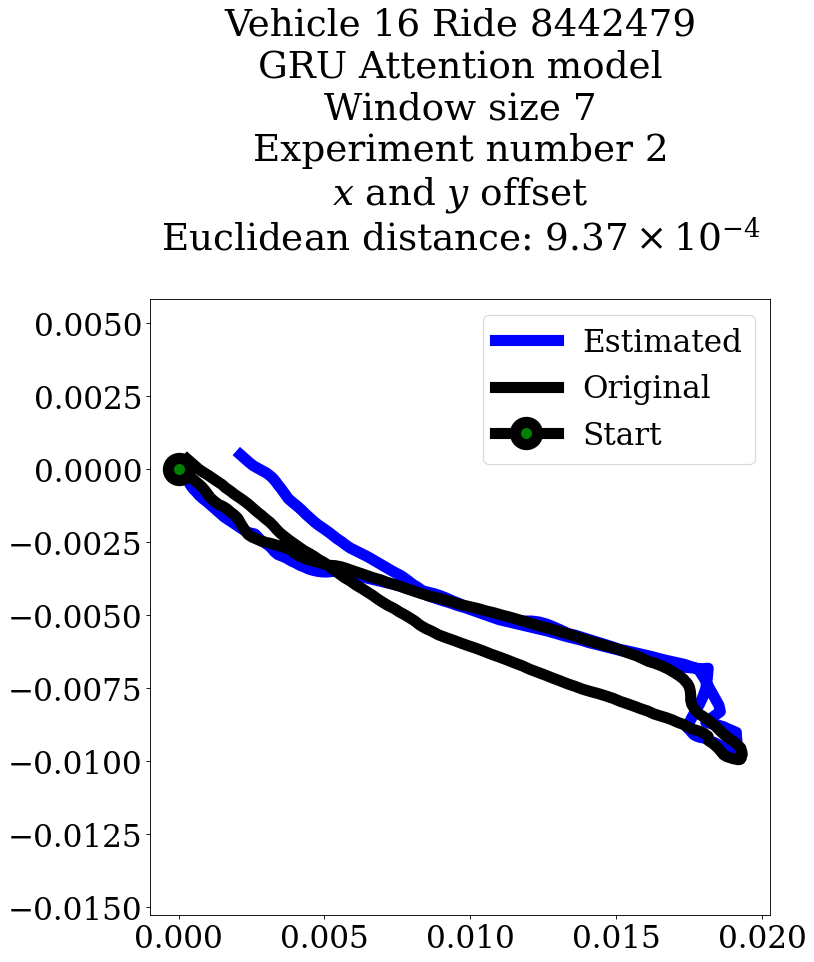 Vehicle 16 Ride 8442479
GRU Attention model
Window size 7
Experiment number 2
x and y offset
Euclidean distance: 9.37 × 10⁻⁴
Estimated
Original
Start
0.0050
0.0025
0.0000
−0.0025
−0.0050
−0.0075
−0.0100
−0.0125
−0.0150
0.000 0.005 0.010 0.015 0.020